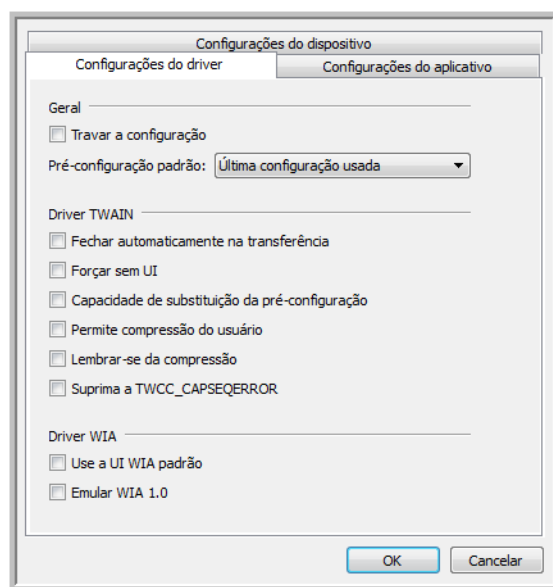 Configurações do dispositivo
Configurações do driver
Configurações do aplicativo
Geral
Travar a configuração
Pré-configuração padrão: Última configuração usada
Driver TWAIN
Fechar automaticamente na transferência
Forçar sem UI
Capacidade de substituição da pré-configuração
Permite compressão do usuário
Lembrar-se da compressão
Suprima a TWCC_CAPSEQERROR
Driver WIA
Use a UI WIA padrão
Emular WIA 1.0
OK
Cancelar